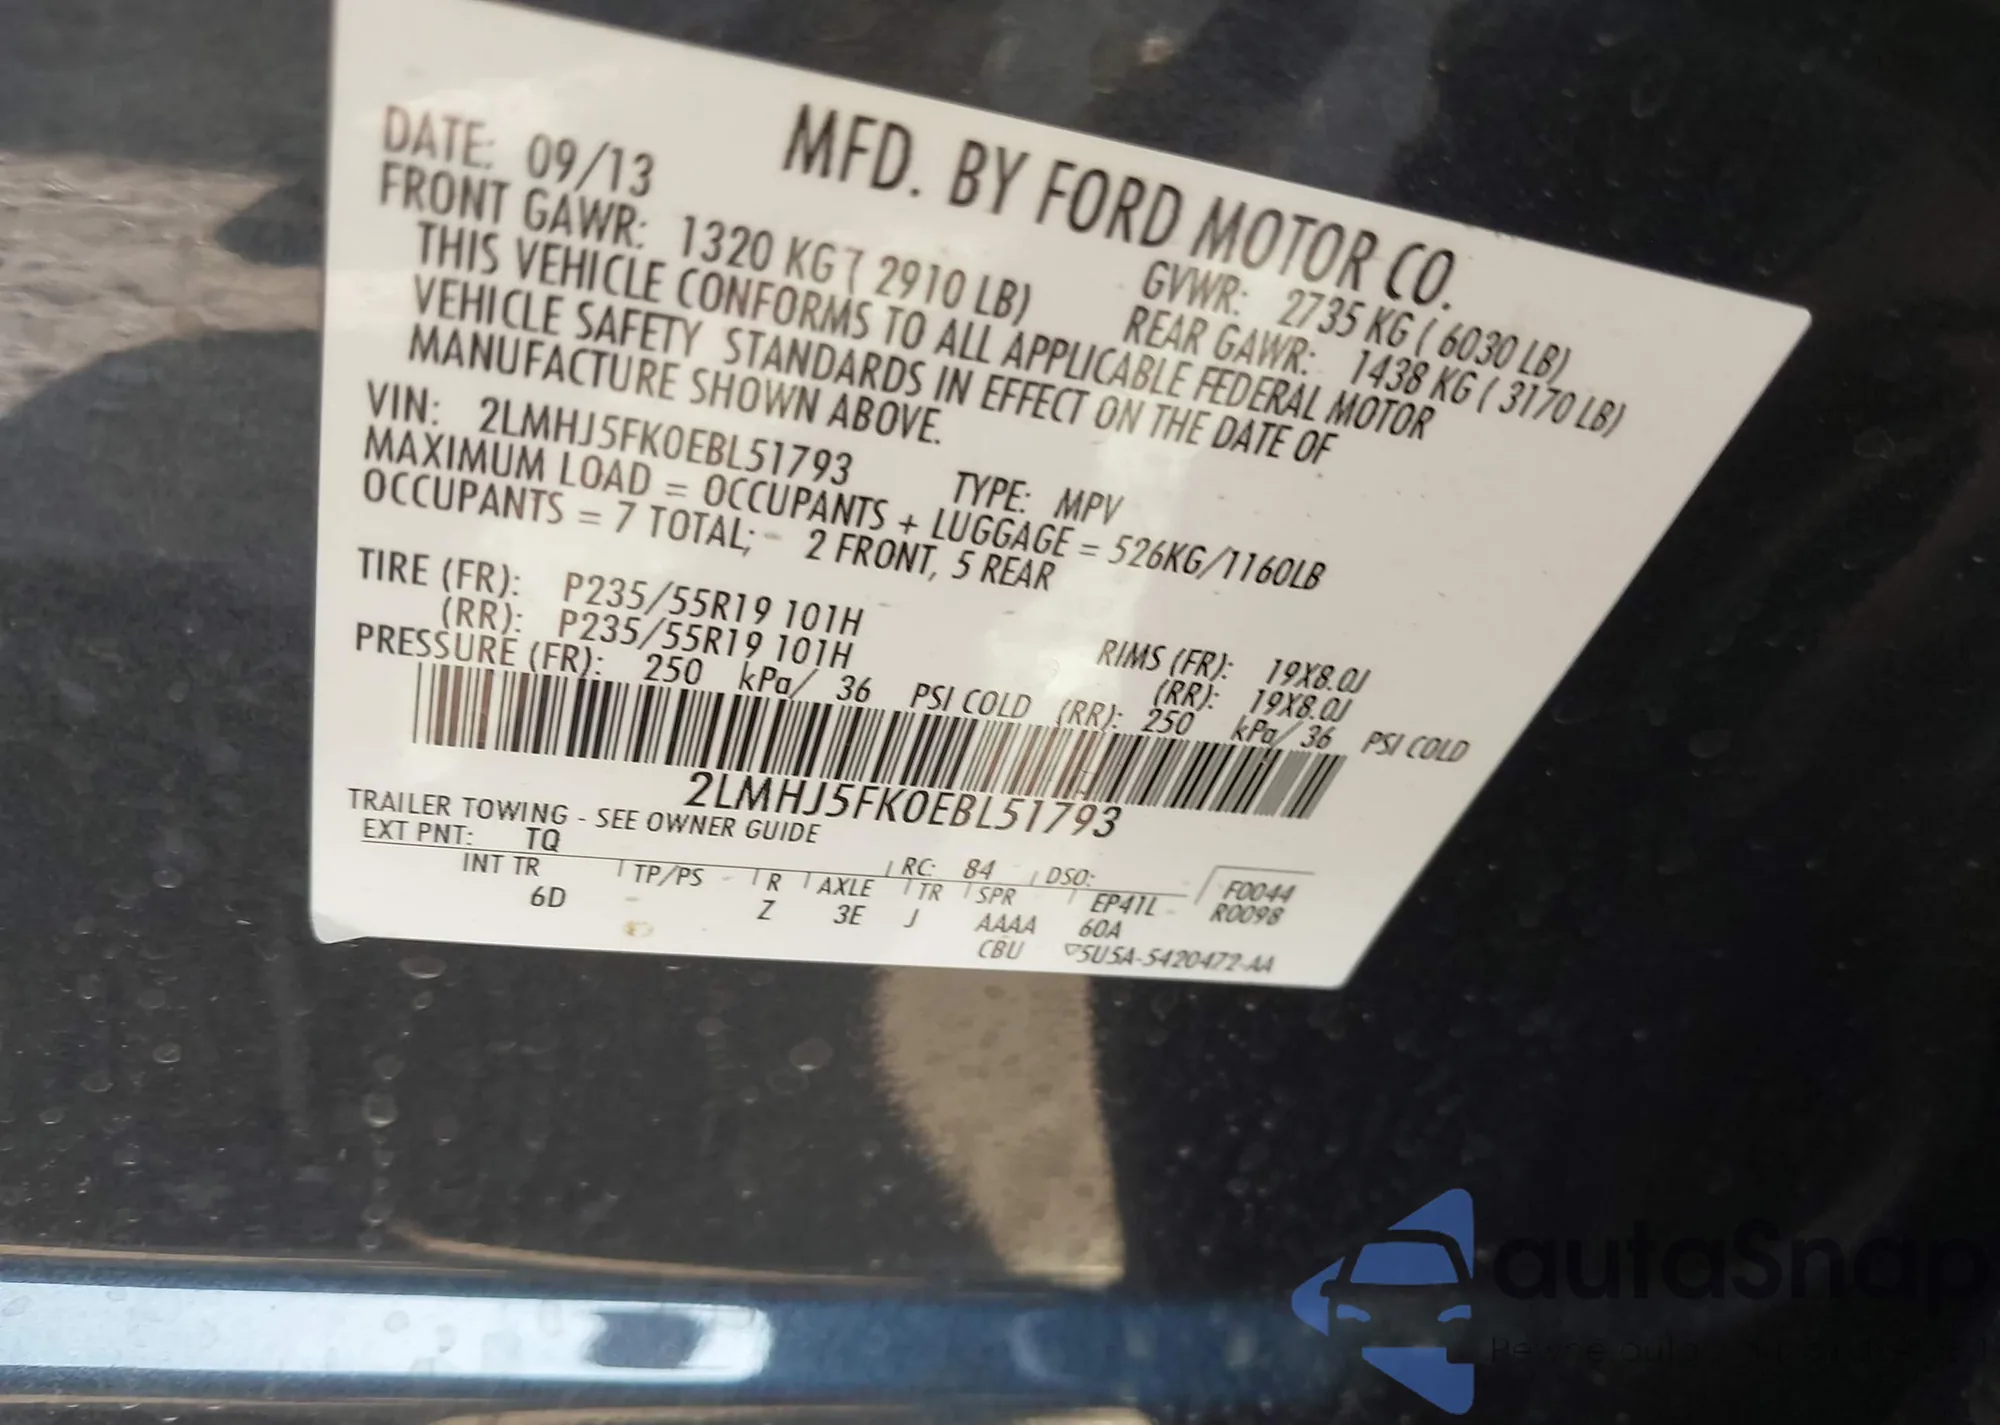 MFD. BY FORD MOTOR CO.
DATE: 09/13 GVWR: 2735 KG ( 6030 LB)
FRONT GAWR: 1320 KG ( 2910 LB) REAR GAWR: 1438 KG ( 3170 LB)
THIS VEHICLE CONFORMS TO ALL APPLICABLE FEDERAL MOTOR
VEHICLE SAFETY STANDARDS IN EFFECT ON THE DATE OF
MANUFACTURE SHOWN ABOVE.
VIN: 2LMHJ5FK0EBL51793 TYPE: MPV
MAXIMUM LOAD = OCCUPANTS + LUGGAGE = 526KG/1160LB
OCCUPANTS = 7 TOTAL; 2 FRONT, 5 REAR
TIRE (FR): P235/55R19 101H RIMS (FR): 19X8.0J
(RR): P235/55R19 101H (RR): 19X8.0J
PRESSURE (FR): 250 kPa/ 36 PSI COLD (RR): 250 kPa/ 36 PSI COLD
2LMHJ5FK0EBL51793
TRAILER TOWING - SEE OWNER GUIDE
EXT PNT: TQ RC: 84 DSO: F0044
INT TR TP/PS R AXLE TR SPR EP41L R0098
6D - Z 3E J AAAA 60A
CBU ▽5U5A-5420472-AA
autaSnap